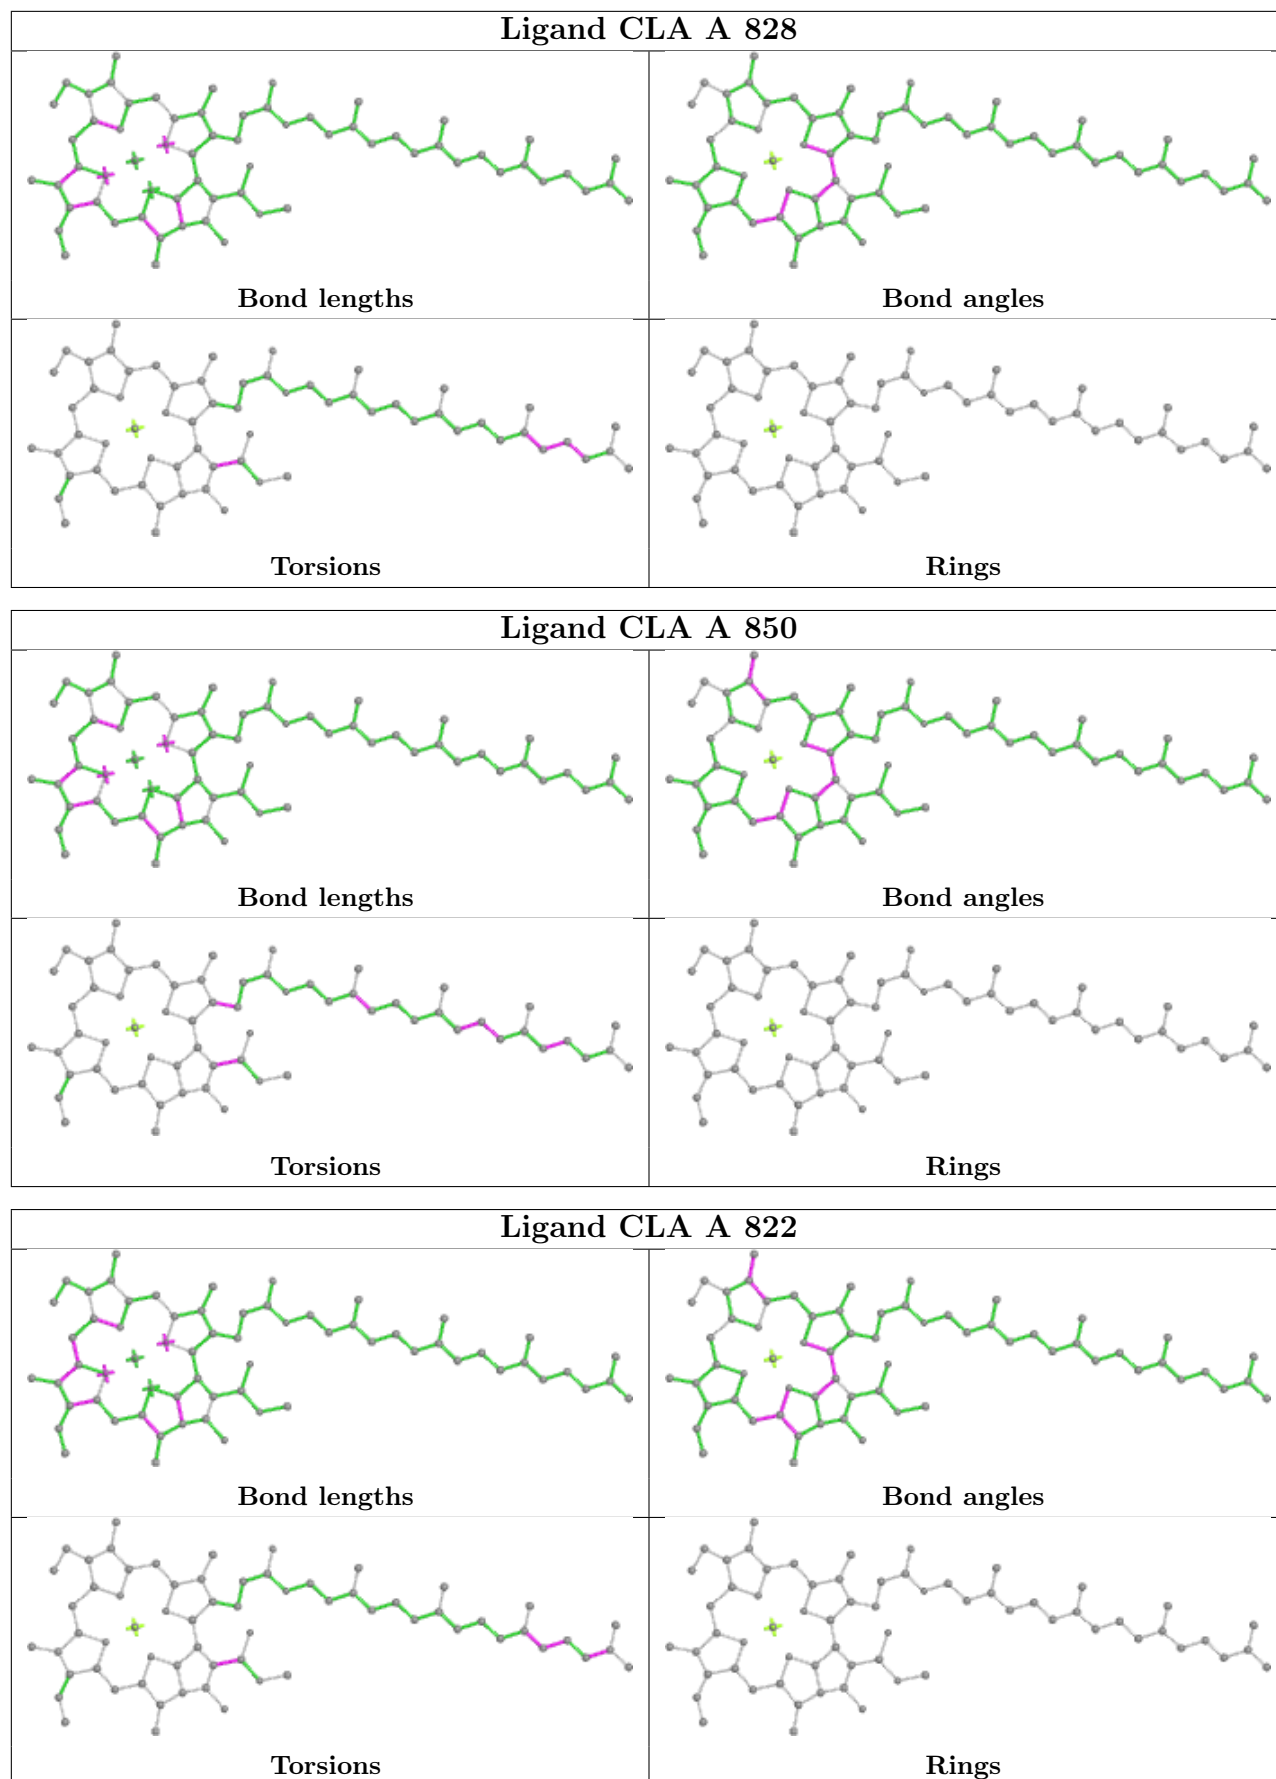 Ligand CLA A 828
Bond lengths
Bond angles
Torsions
Rings
Ligand CLA A 850
Bond lengths
Bond angles
Torsions
Rings
Ligand CLA A 822
Bond lengths
Bond angles
Torsions
Rings